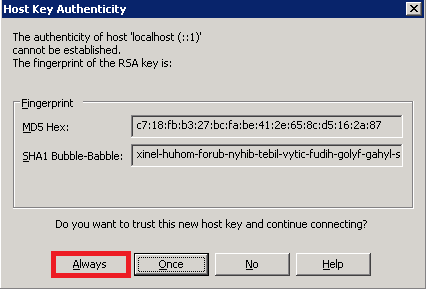 Host Key Authenticity
The authenticity of host 'localhost (::1)'
cannot be established.
The fingerprint of the RSA key is:
Fingerprint
MD5 Hex: c7:18:fb:b3:27:bc:fa:be:41:2e:65:8c:d5:16:2a:87
SHA1 Bubble-Babble: xinel-huhom-forub-nyhib-tebil-vytic-fudih-golyf-gahyl-s
Do you want to trust this new host key and continue connecting?
Always Once No Help